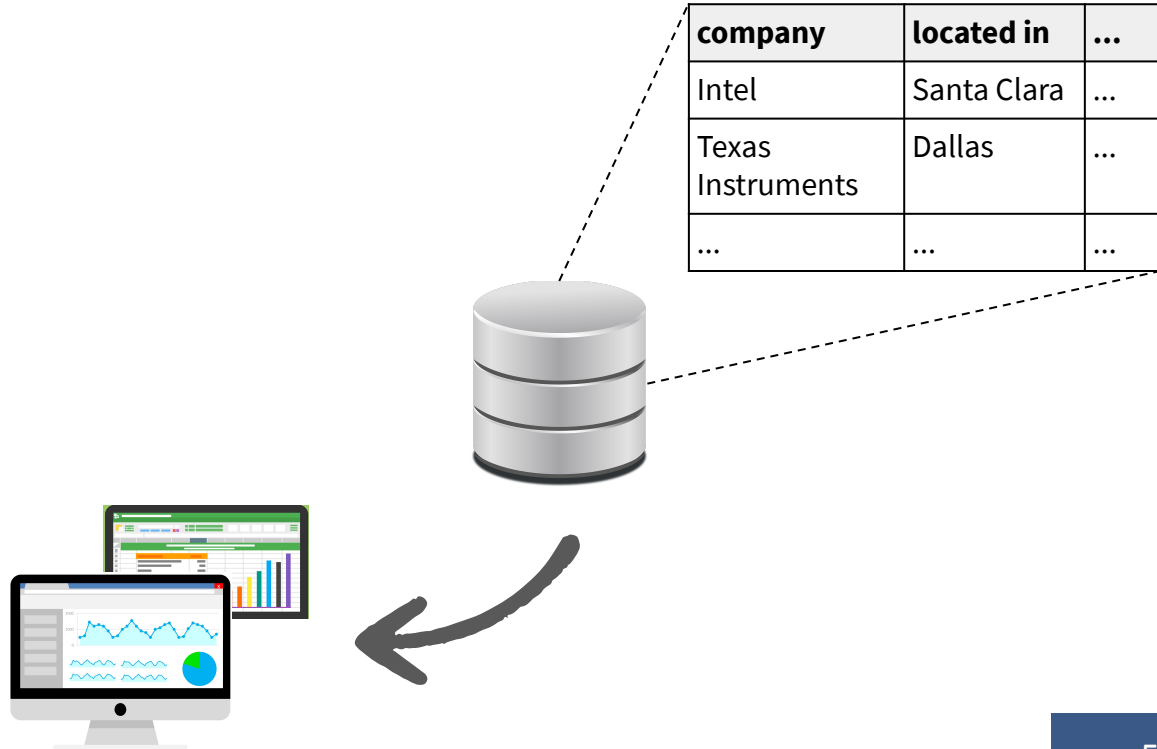 company located in ...
Intel Santa Clara ...
Texas Dallas ...
Instruments
... ... ...